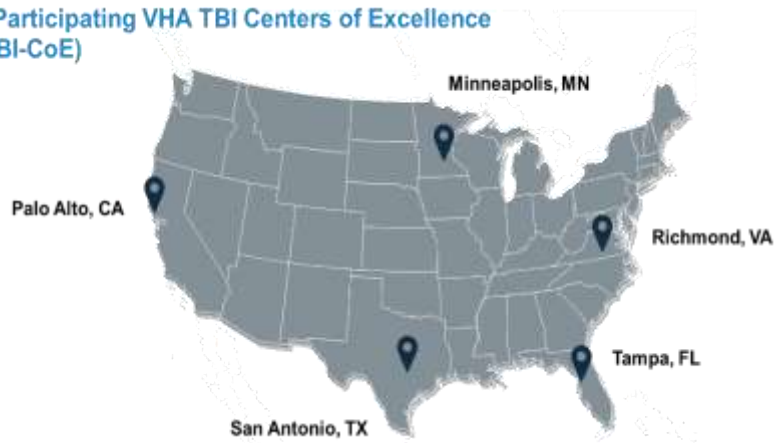 Participating VHA TBI Centers of Excellence
BI-CoE)
Minneapolis, MN
Palo Alto, CA
Richmond, VA
Tampa, FL
San Antonio, TX